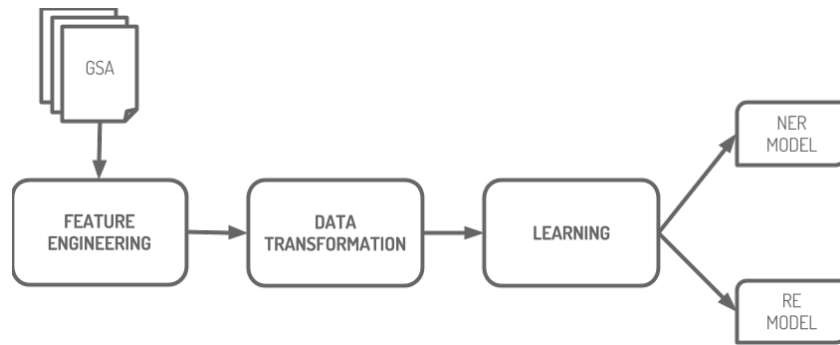 GSA
FEATURE
ENGINEERING
DATA
TRANSFORMATION
LEARNING
NER
MODEL
RE
MODEL